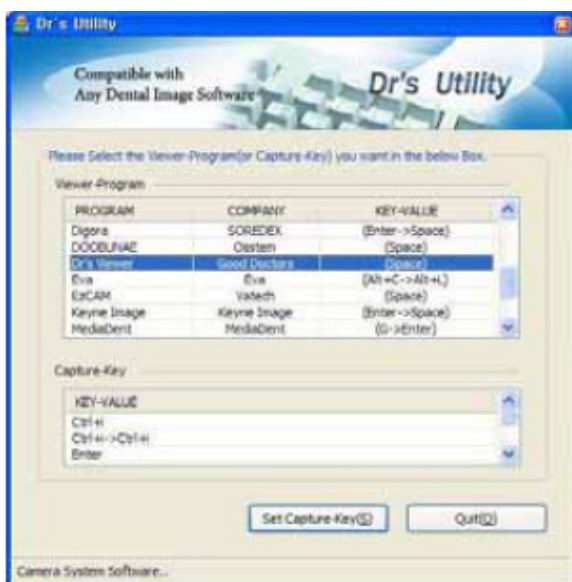 Dr's Utility
Compatible with
Any Dental Image Software
Dr's Utility
Please Select the Viewer-Program(or Capture-Key) you want in the below Box.
Viewer-Program
PROGRAM COMPANY KEY-VALUE
Digora SOREDEX (Enter->Space)
DOOBUNAE Osstem (Space)
Dr's Viewer Good Doctors (Space)
Eva Eva (Alt+C->Alt+L)
EzCAM Vatech (Space)
Keyne Image Keyne Image (Enter->Space)
MediaDent MediaDent (G->Enter)
Capture-Key
KEY-VALUE
Enter
Set Capture-Key(S) Quit(Q)
Camera System Software...